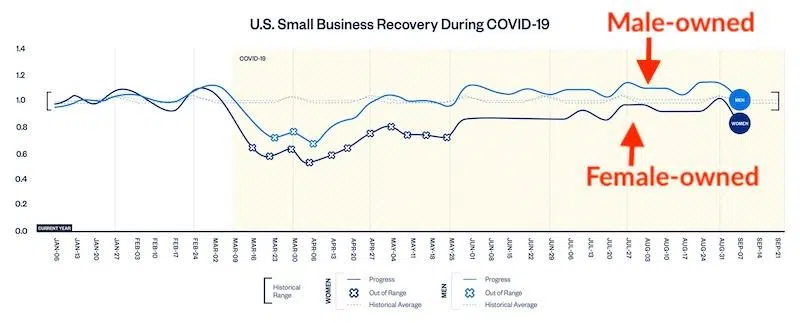 U.S. Small Business Recovery During COVID-19
Male-owned
1.4
COVID-19
1.2
1.0
MEN
0.8
WOMEN
0.6
Female-owned
0.4
0.2
CURRENT YEAR
0.0
JAN-06
JAN-13
JAN-20
JAN-27
FEB-03
FEB-10
FEB-17
FEB-24
MAR-02
MAR-09
MAR-16
MAR-23
MAR-30
APR-06
APR-13
APR-20
APR-27
MAY-04
MAY-11
MAY-18
MAY-25
JUN-01
JUN-08
JUN-15
JUN-22
JUN-29
JUL-06
JUL-13
JUL-20
JUL-27
AUG-03
AUG-10
AUG-17
AUG-24
AUG-31
SEP-07
SEP-14
SEP-21
Historical
Range
WOMEN
Progress
Out of Range
Historical Average
MEN
Progress
Out of Range
Historical Average